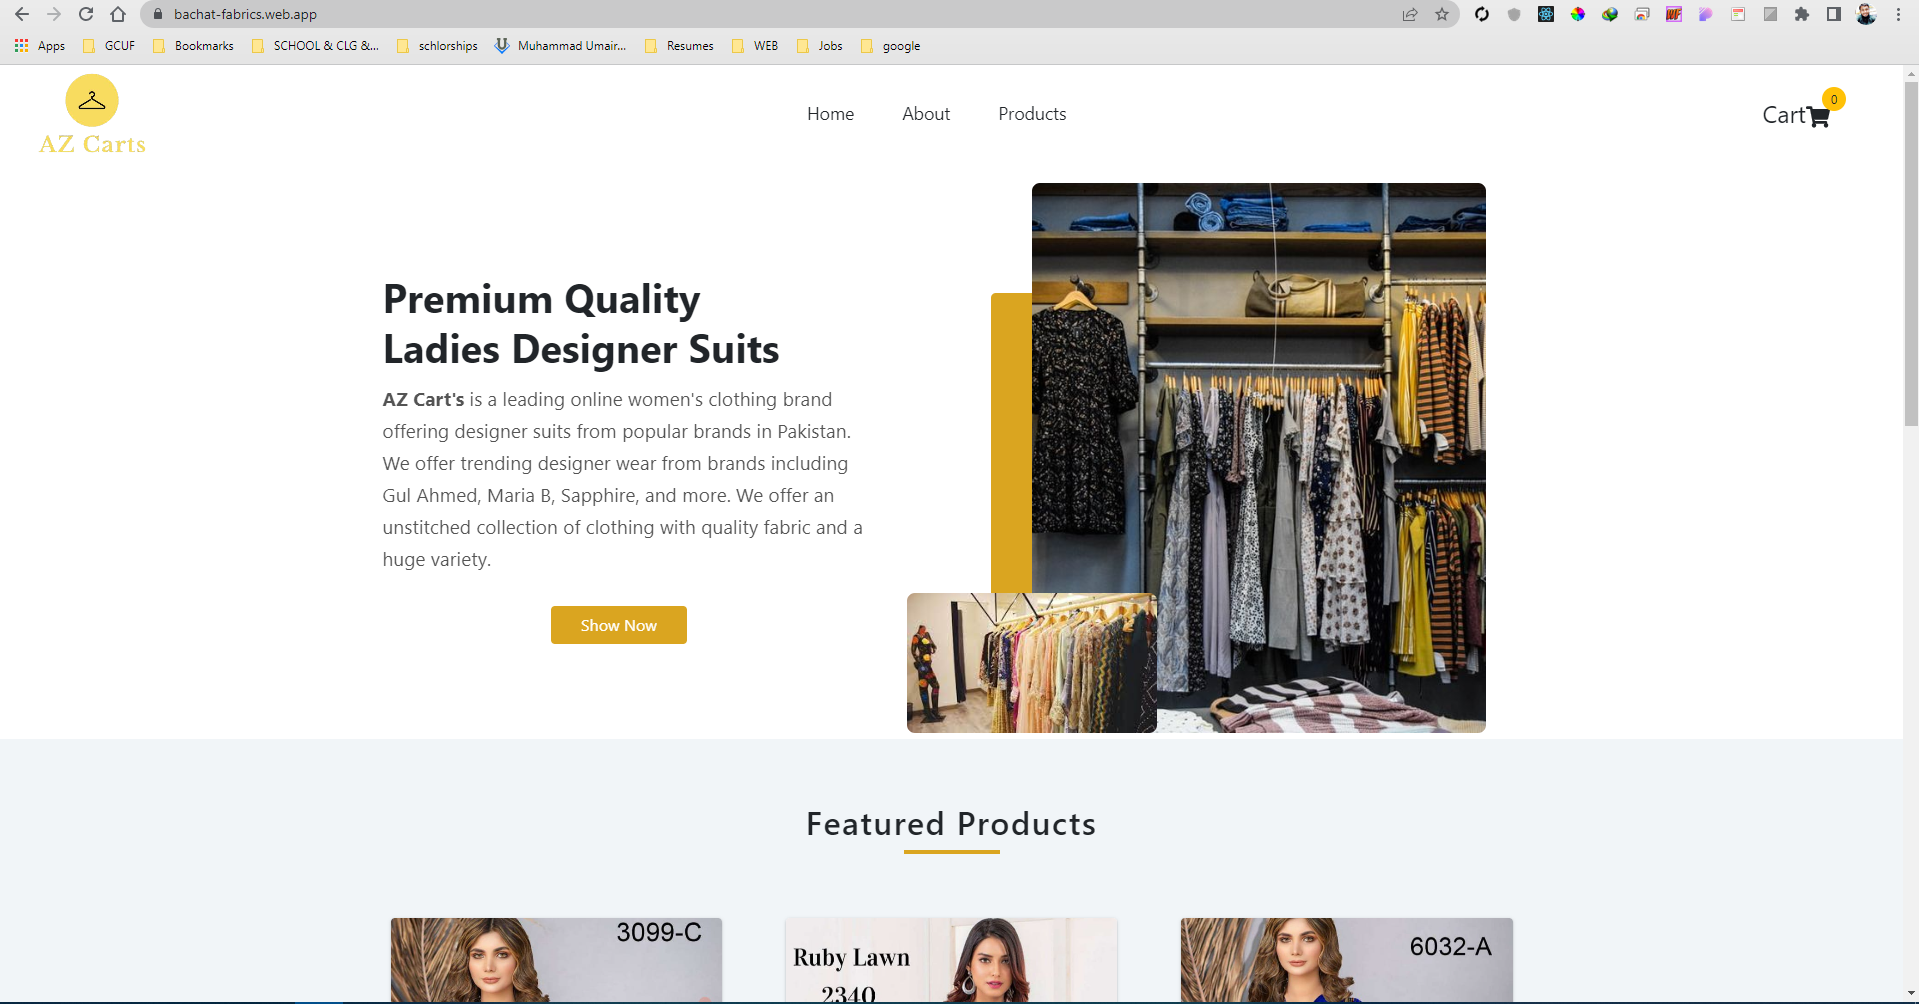 bachat-fabrics.web.app
Apps GCUF Bookmarks SCHOOL & CLG &... schlorships Muhammad Umair... Resumes WEB Jobs google
AZ Carts
Home About Products
Cart 0
Premium Quality
Ladies Designer Suits
AZ Cart's is a leading online women's clothing brand
offering designer suits from popular brands in Pakistan.
We offer trending designer wear from brands including
Gul Ahmed, Maria B, Sapphire, and more. We offer an
unstitched collection of clothing with quality fabric and a
huge variety.
Show Now
Featured Products
3099-C
Ruby Lawn
2340
6032-A